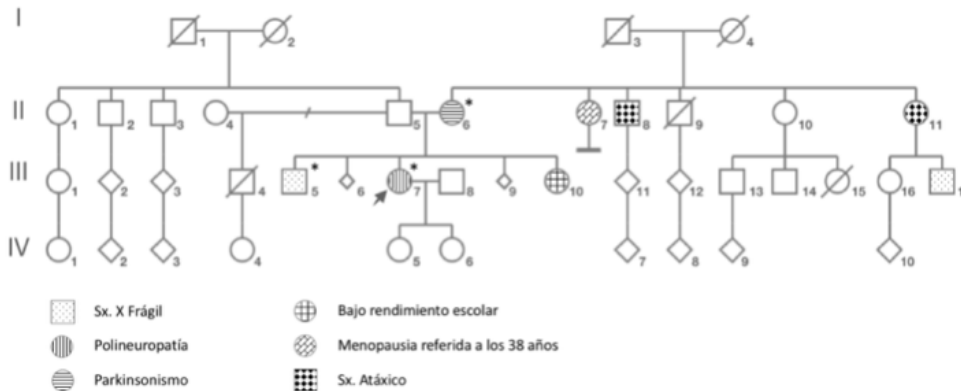 I
1 2 3 4
II
1 2 3 4 5 * 6 7 8 9 10 11
III
1 2 3 4 * 5 6 * 7 8 9 10 11 12 13 14 15 16 1
IV
1 2 3 4 5 6 7 8 9 10
Sx. X Frágil Bajo rendimiento escolar
Polineuropatía Menopausia referida a los 38 años
Parkinsonismo Sx. Atáxico